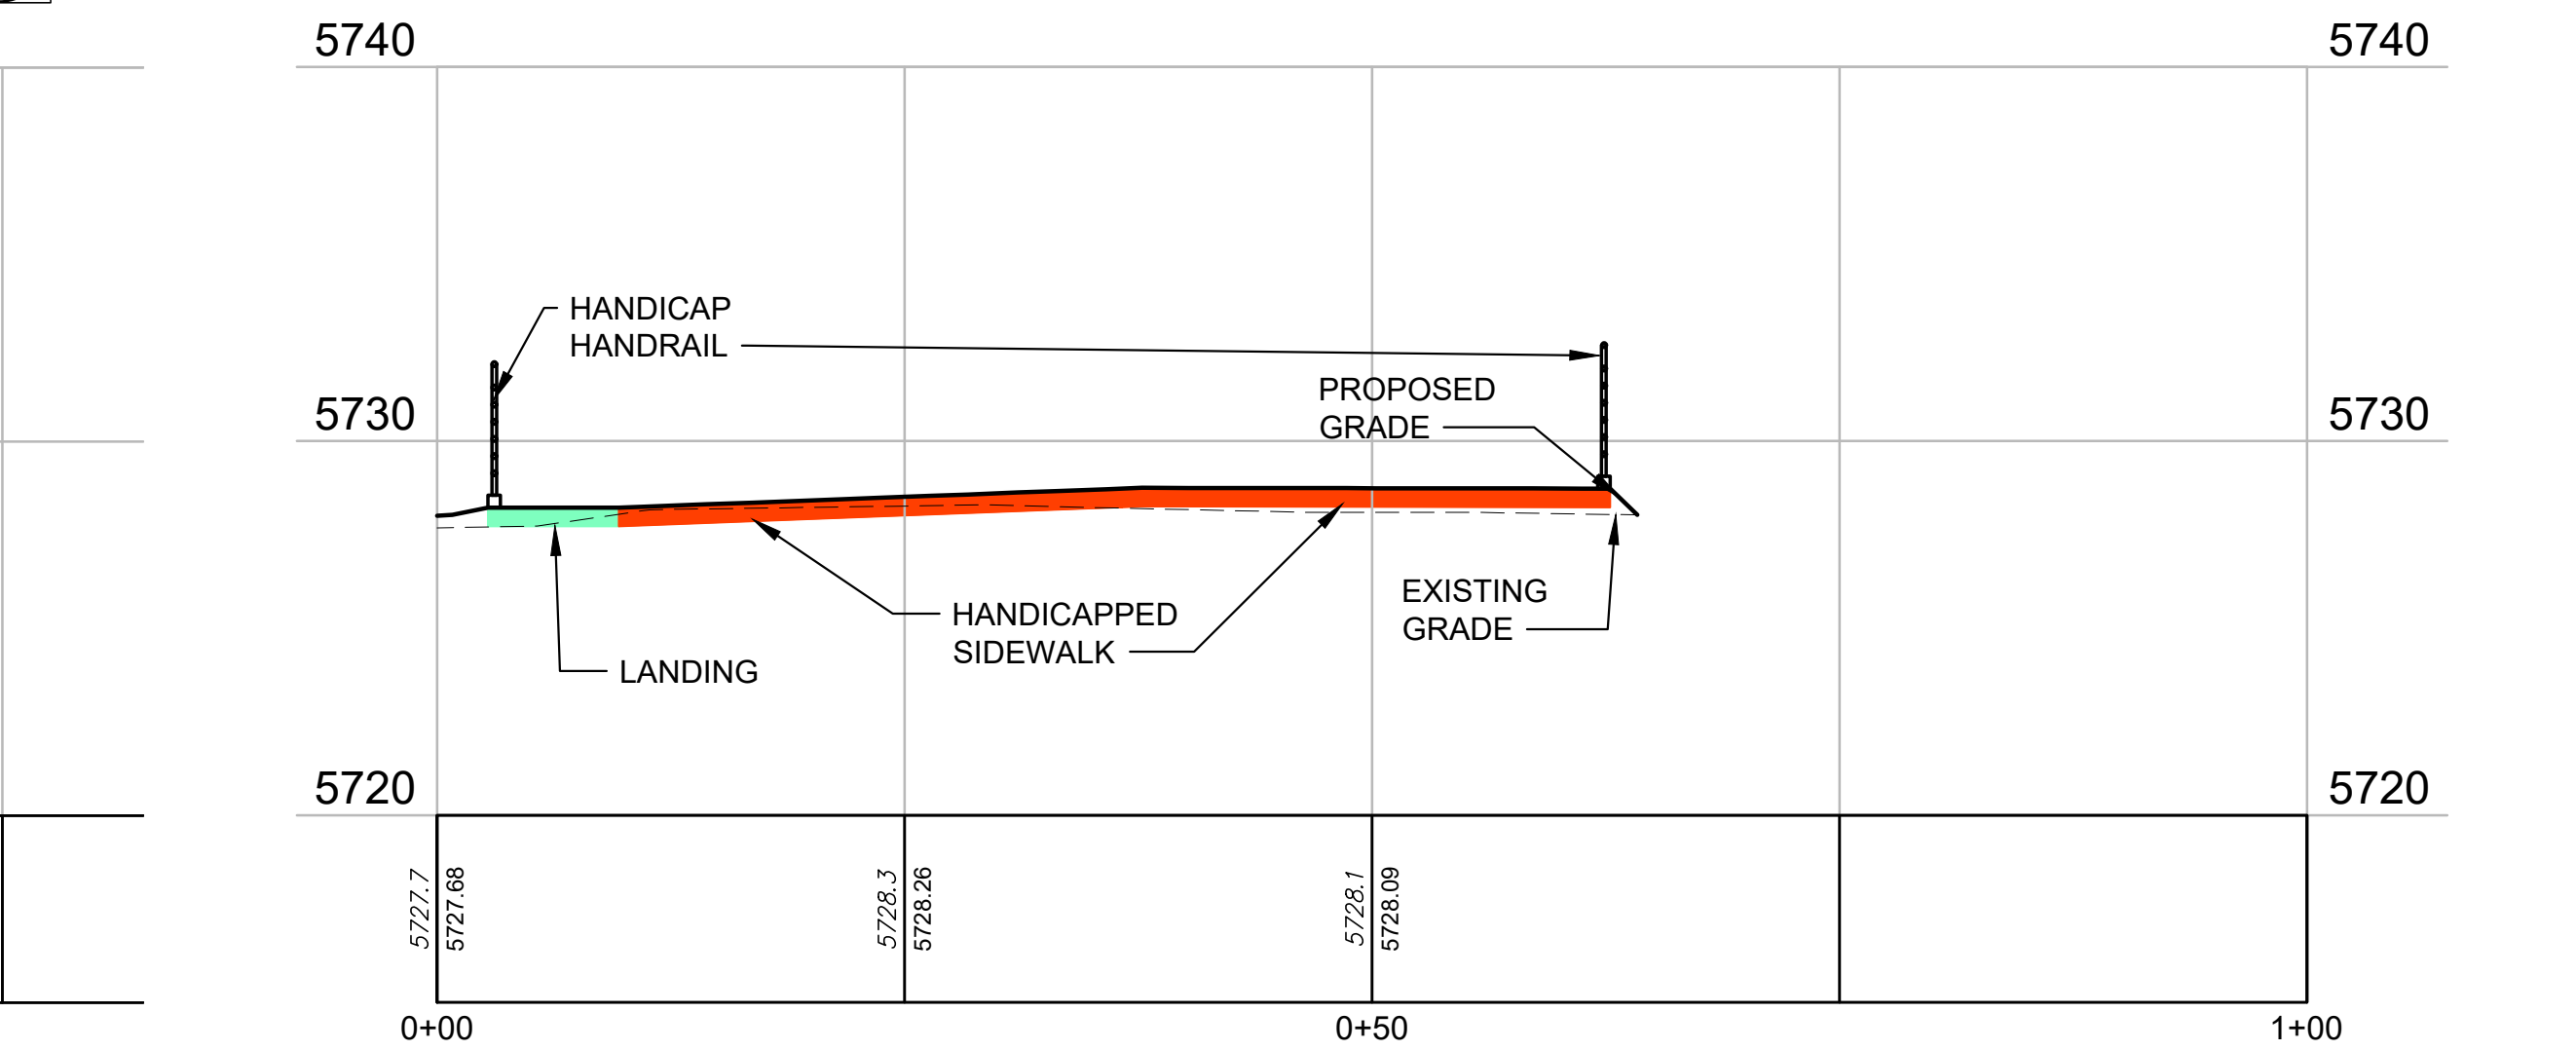 5740
5740
HANDICAP
HANDRAIL
PROPOSED
GRADE
5730
5730
EXISTING
GRADE
HANDICAPPED
SIDEWALK
LANDING
5720
5720
5727.7
5727.68
5728.3
5728.26
5728.1
5728.09
0+00
0+50
1+00